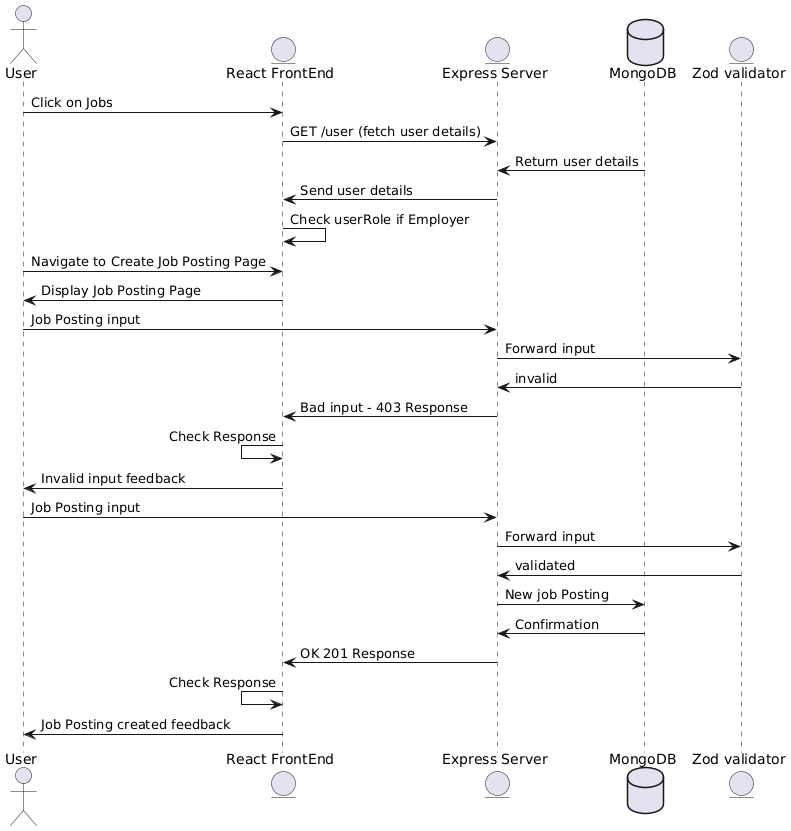 User
React FrontEnd
Express Server
MongoDB
Zod validator
Click on Jobs
GET /user (fetch user details)
Return user details
Send user details
Check userRole if Employer
Navigate to Create Job Posting Page
Display Job Posting Page
Job Posting input
Forward input
invalid
Bad input - 403 Response
Check Response
Invalid input feedback
Job Posting input
Forward input
validated
New job Posting
Confirmation
OK 201 Response
Check Response
Job Posting created feedback
User
React FrontEnd
Express Server
MongoDB
Zod validator